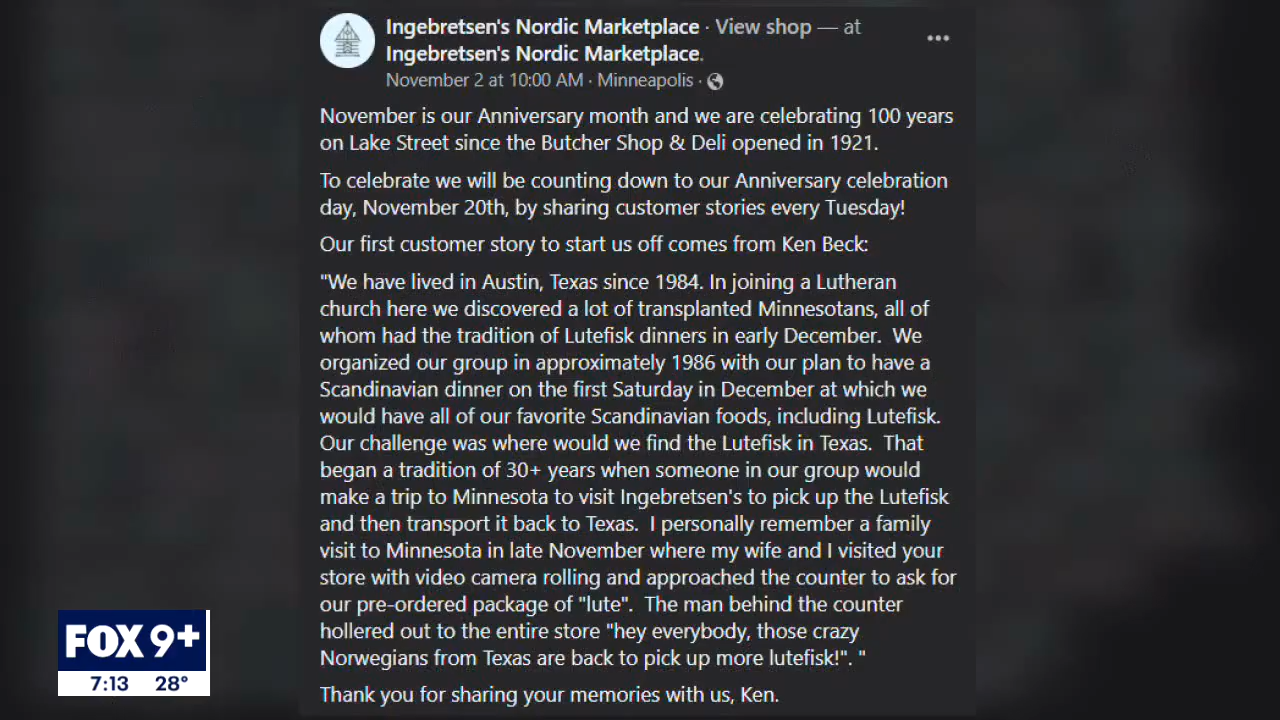 Ingebretsen's Nordic Marketplace · View shop — at
Ingebretsen's Nordic Marketplace.
November 2 at 10:00 AM · Minneapolis ·
November is our Anniversary month and we are celebrating 100 years
on Lake Street since the Butcher Shop & Deli opened in 1921.
To celebrate we will be counting down to our Anniversary celebration
day, November 20th, by sharing customer stories every Tuesday!
Our first customer story to start us off comes from Ken Beck:
"We have lived in Austin, Texas since 1984. In joining a Lutheran
church here we discovered a lot of transplanted Minnesotans, all of
whom had the tradition of Lutefisk dinners in early December.  We
organized our group in approximately 1986 with our plan to have a
Scandinavian dinner on the first Saturday in December at which we
would have all of our favorite Scandinavian foods, including Lutefisk.
Our challenge was where would we find the Lutefisk in Texas.  That
began a tradition of 30+ years when someone in our group would
make a trip to Minnesota to visit Ingebretsen's to pick up the Lutefisk
and then transport it back to Texas.  I personally remember a family
visit to Minnesota in late November where my wife and I visited your
store with video camera rolling and approached the counter to ask for
our pre-ordered package of "lute".  The man behind the counter
hollered out to the entire store "hey everybody, those crazy
Norwegians from Texas are back to pick up more lutefisk!". "
Thank you for sharing your memories with us, Ken.
FOX 9+
7:13 28°